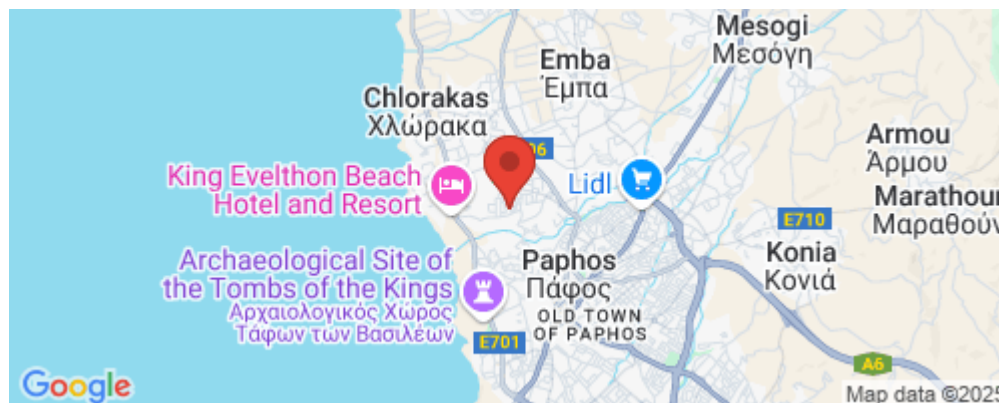 Mesogi
Μεσόγη
Emba
Έμπα
Chlorakas
Χλώρακα
06
Armou
Άρμου
King Evelthon Beach
Hotel and Resort
Lidl
Marathou
Μαραθού
E710
Konia
Κονιά
Archaeological Site of
the Tombs of the Kings
Αρχαιολογικός Χώρος
Τάφων των Βασιλέων
Paphos
Πάφος
OLD TOWN
OF PAPHOS
E701
A6
Google
Map data ©2025